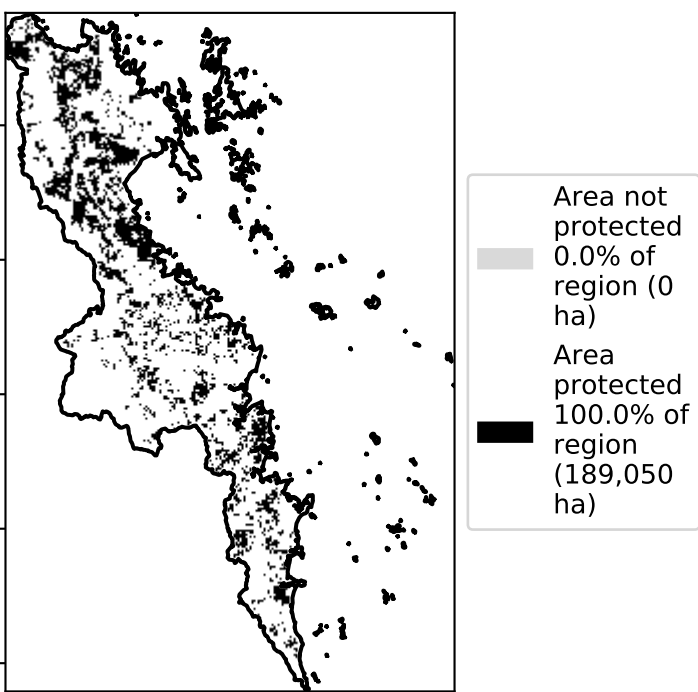 Area not
protected
0.0% of
region (0
ha)
Area
protected
100.0% of
region
(189,050
ha)